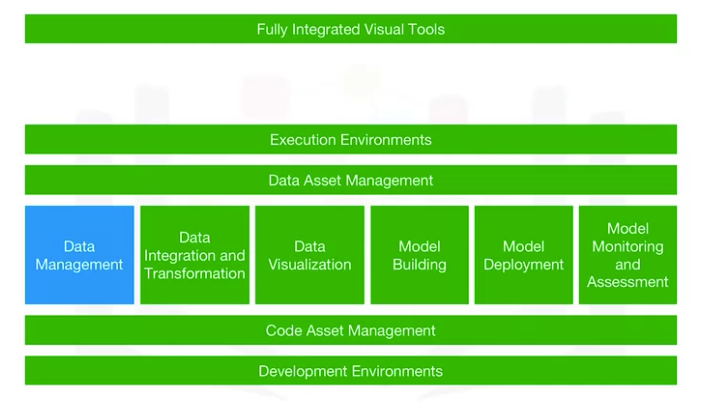 Fully Integrated Visual Tools
Execution Environments
Data Asset Management
Data
Management
Data
Integration and
Transformation
Data
Visualization
Model
Building
Model
Deployment
Model
Monitoring
and
Assessment
Code Asset Management
Development Environments